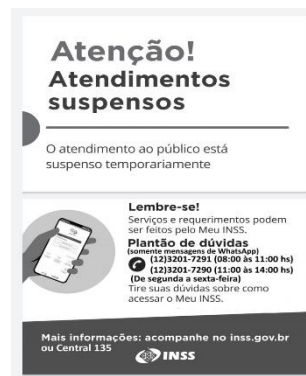 Atenção!
Atendimentos
suspensos
O atendimento ao público está
suspenso temporariamente
Lembre-se!
Serviços e requerimentos podem
ser feitos pelo Meu INSS.
Plantão de dúvidas
(somente mensagens de WhatsApp)
(12)3201-7291 (08:00 às 11:00 hs)
(12)3201-7290 (11:00 às 14:00 hs)
(De segunda a sexta-feira)
Tire suas dúvidas sobre como
acessar o Meu INSS.
Mais informações: acompanhe no inss.gov.br
ou Central 135
INSS